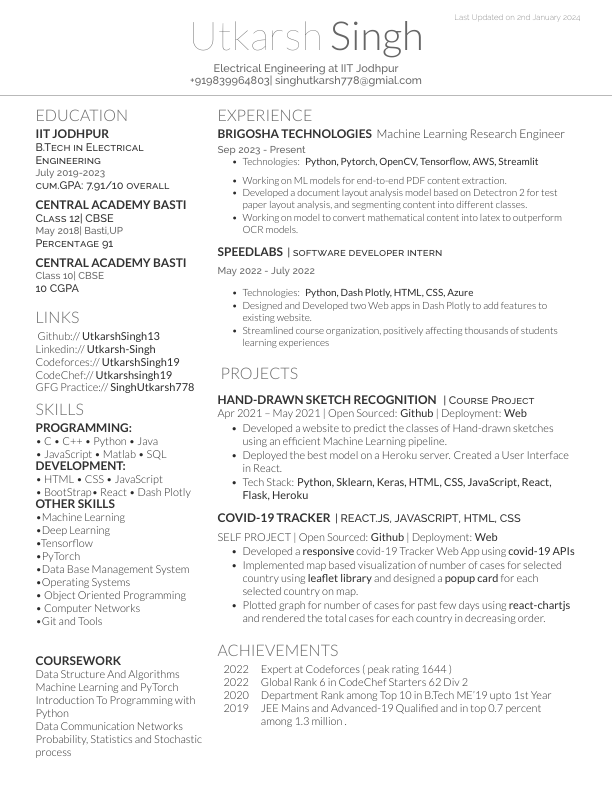 Last Updated on 2nd January 2024
Utkarsh Singh
Electrical Engineering at IIT Jodhpur
+919839964803| singhutkarsh778@gmial.com
EDUCATION
IIT JODHPUR
B.Tech in Electrical
Engineering
July 2019-2023
cum.GPA: 7.91/10 overall
CENTRAL ACADEMY BASTI
Class 12| CBSE
May 2018| Basti,UP
Percentage 91
CENTRAL ACADEMY BASTI
Class 10| CBSE
10 CGPA
LINKS
Github:// UtkarshSingh13
Linkedin:// Utkarsh-Singh
Codeforces:// UtkarshSingh19
CodeChef:// Utkarshsingh19
GFG Practice:// SinghUtkarsh778
SKILLS
PROGRAMMING:
• C • C++ • Python • Java
• JavaScript • Matlab • SQL
DEVELOPMENT:
• HTML • CSS • JavaScript
• BootStrap• React • Dash Plotly
OTHER SKILLS
•Machine Learning
•Deep Learning
•Tensorflow
•PyTorch
•Data Base Management System
•Operating Systems
• Object Oriented Programming
• Computer Networks
•Git and Tools
COURSEWORK
Data Structure And Algorithms
Machine Learning and PyTorch
Introduction To Programming with
Python
Data Communication Networks
Probability, Statistics and Stochastic
process
EXPERIENCE
BRIGOSHA TECHNOLOGIES Machine Learning Research Engineer
Sep 2023 - Present
• Technologies: Python, Pytorch, OpenCV, Tensorflow, AWS, Streamlit
• Working on ML models for end-to-end PDF content extraction.
• Developed a document layout analysis model based on Detectron 2 for test
paper layout analysis, and segmenting content into different classes.
• Working on model to convert mathematical content into latex to outperform
OCR models.
SPEEDLABS | SOFTWARE DEVELOPER INTERN
May 2022 - July 2022
• Technologies: Python, Dash Plotly, HTML, CSS, Azure
• Designed and Developed two Web apps in Dash Plotly to add features to
existing website.
• Streamlined course organization, positively affecting thousands of students
learning experiences
PROJECTS
HAND-DRAWN SKETCH RECOGNITION | Course Project
Apr 2021 – May 2021 | Open Sourced: Github | Deployment: Web
• Developed a website to predict the classes of Hand-drawn sketches
using an efficient Machine Learning pipeline.
• Deployed the best model on a Heroku server. Created a User Interface
in React.
• Tech Stack: Python, Sklearn, Keras, HTML, CSS, JavaScript, React,
Flask, Heroku
COVID-19 TRACKER | REACT.JS, JAVASCRIPT, HTML, CSS
SELF PROJECT | Open Sourced: Github | Deployment: Web
• Developed a responsive covid-19 Tracker Web App using covid-19 APIs
• Implemented map based visualization of number of cases for selected
country using leaflet library and designed a popup card for each
selected country on map.
• Plotted graph for number of cases for past few days using react-chartjs
and rendered the total cases for each country in decreasing order.
ACHIEVEMENTS
2022 Expert at Codeforces ( peak rating 1644 )
2022 Global Rank 6 in CodeChef Starters 62 Div 2
2020 Department Rank among Top 10 in B.Tech ME'19 upto 1st Year
2019 JEE Mains and Advanced-19 Qualified and in top 0.7 percent
among 1.3 million .